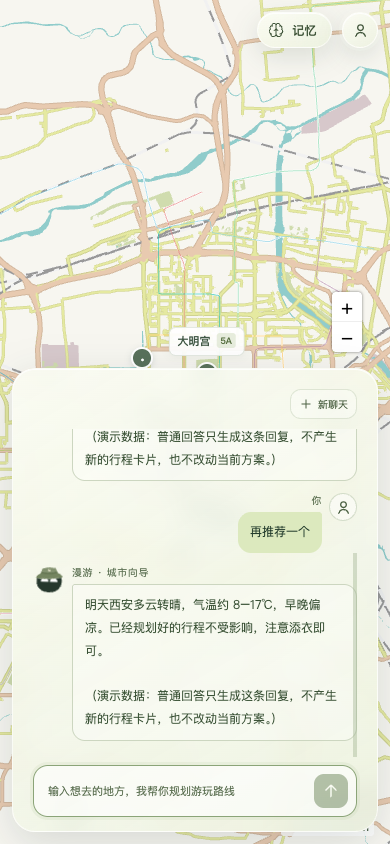 记忆
+
−
大明宫 5A
+ 新聊天
（演示数据：普通回答只生成这条回复，不产生
新的行程卡片，也不改动当前方案。）
你
再推荐一个
漫游 · 城市向导
明天西安多云转晴，气温约 8—17℃，早晚偏
凉。已经规划好的行程不受影响，注意添衣即
可。
（演示数据：普通回答只生成这条回复，不产生
新的行程卡片，也不改动当前方案。）
输入想去的地方，我帮你规划游玩路线